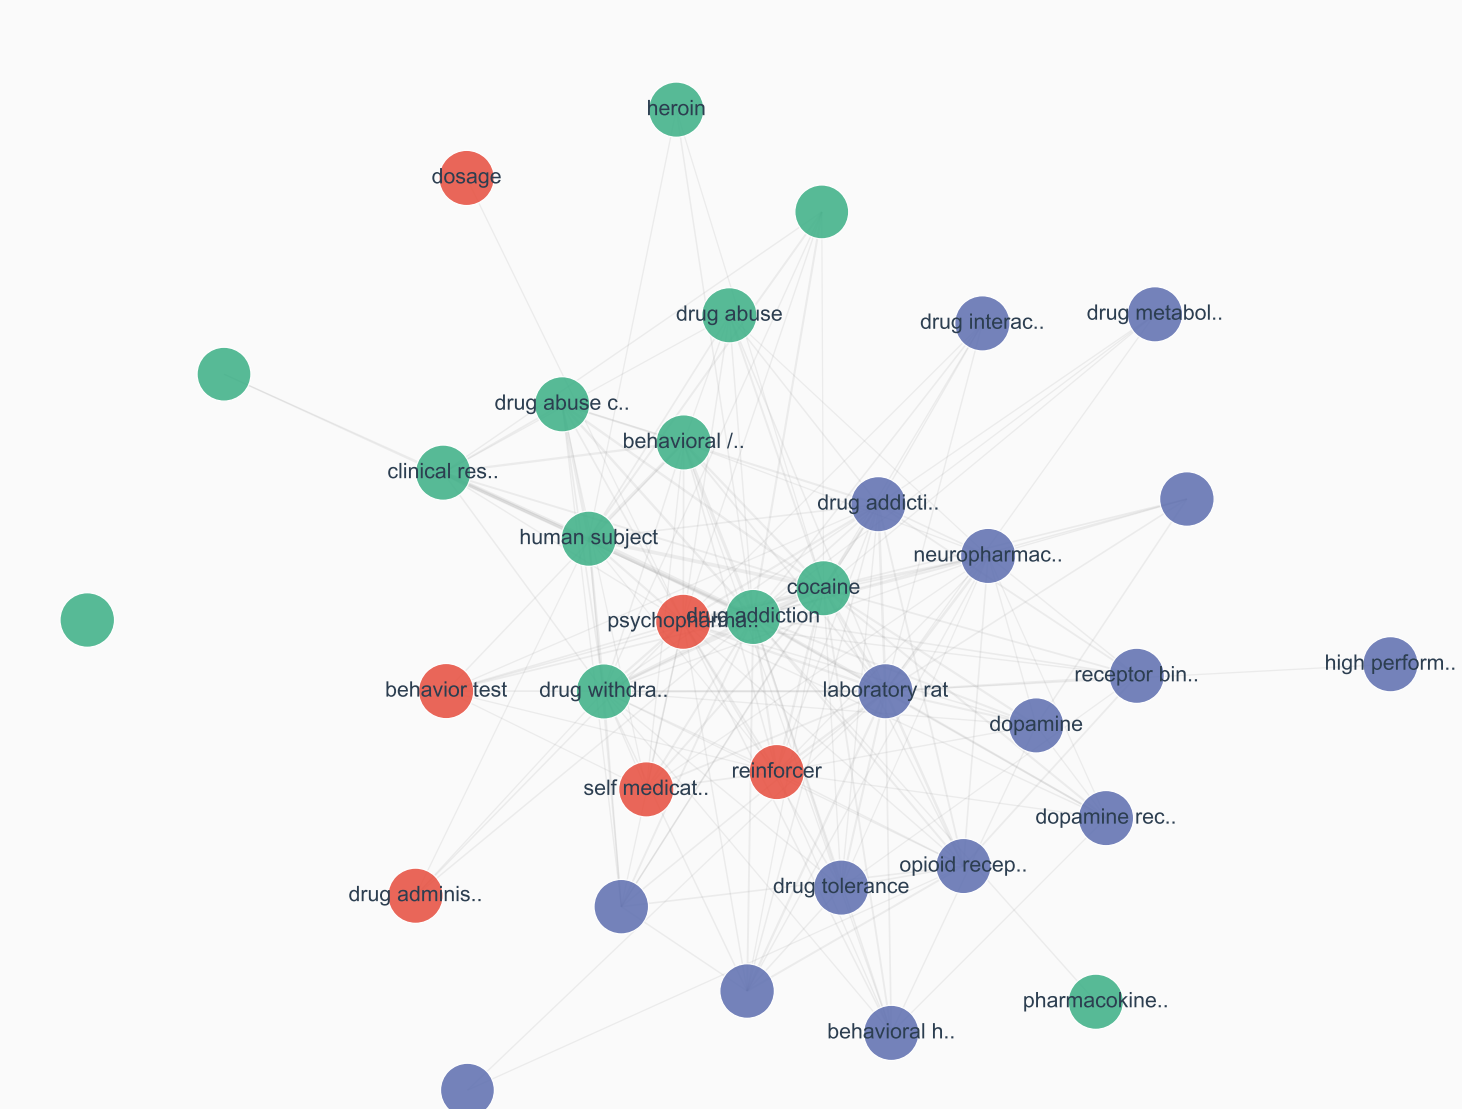 heroin
dosage
drug abuse
drug interac..
drug metabol..
drug abuse c..
behavioral /..
clinical res..
drug addicti..
human subject
neuropharmac..
cocaine
psychopharma..
drug addiction
high perform..
receptor bin..
behavior test
drug withdra..
laboratory rat
dopamine
reinforcer
self medicat..
dopamine rec..
opioid recep..
drug tolerance
drug adminis..
pharmacokine..
behavioral h..